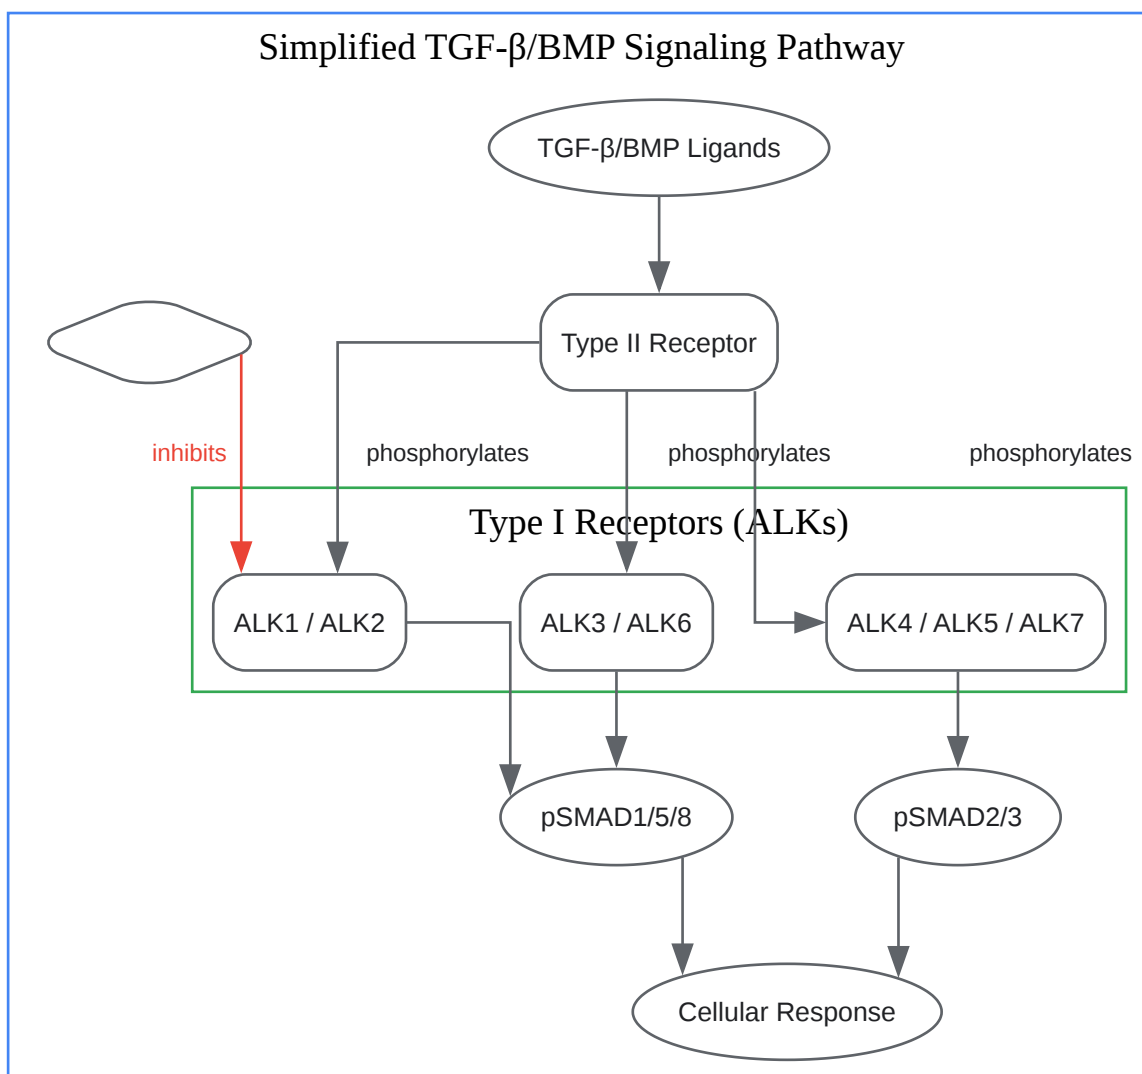 Simplified TGF-β/BMP Signaling Pathway
TGF-β/BMP Ligands
Type II Receptor
inhibits
phosphorylates
phosphorylates
phosphorylates
Type I Receptors (ALKs)
ALK1 / ALK2
ALK3 / ALK6
ALK4 / ALK5 / ALK7
pSMAD1/5/8
pSMAD2/3
Cellular Response